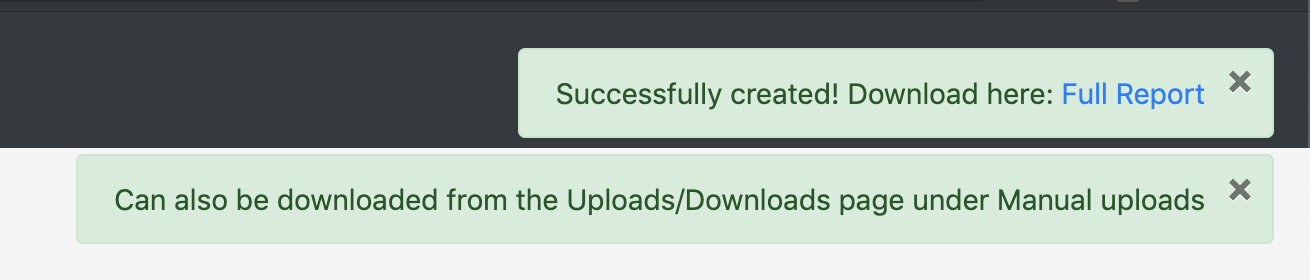 Successfully created! Download here: Full Report ×
Can also be downloaded from the Uploads/Downloads page under Manual uploads ×